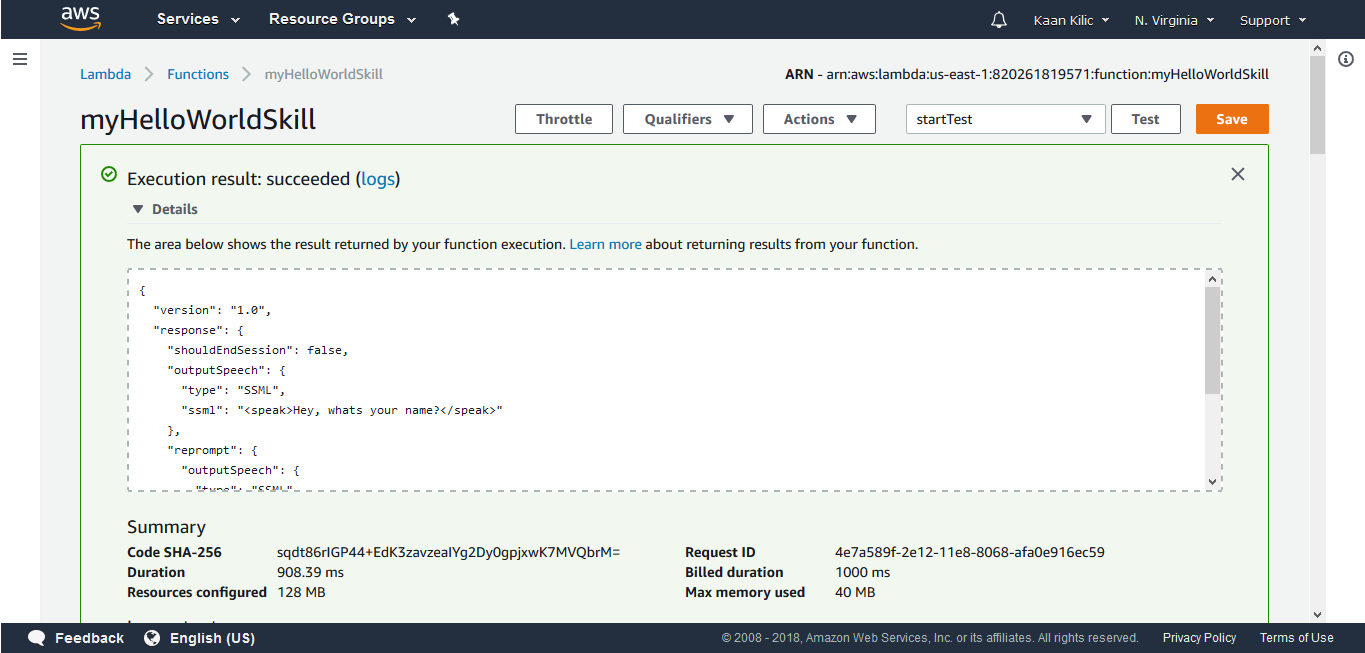 aws Services Resource Groups Kaan Kilic N. Virginia Support
Lambda Functions myHelloWorldSkill ARN - arn:aws:lambda:us-east-1:820261819571:function:myHelloWorldSkill
myHelloWorldSkill Throttle Qualifiers Actions startTest Test Save
Execution result: succeeded (logs)
Details
The area below shows the result returned by your function execution. Learn more about returning results from your function.
{
"version": "1.0",
"response": {
"shouldEndSession": false,
"outputSpeech": {
"type": "SSML",
"ssml": "<speak>Hey, whats your name?</speak>"
},
"reprompt": {
"outputSpeech": {
"type": "SSML"
Summary
Code SHA-256 sqdt86rIGP44+EdK3zavzeaIYg2Dy0gpjxwK7MVQbrM= Request ID 4e7a589f-2e12-11e8-8068-afa0e916ec59
Duration 908.39 ms Billed duration 1000 ms
Resources configured 128 MB Max memory used 40 MB
Feedback English (US) © 2008 - 2018, Amazon Web Services, Inc. or its affiliates. All rights reserved. Privacy Policy Terms of Use